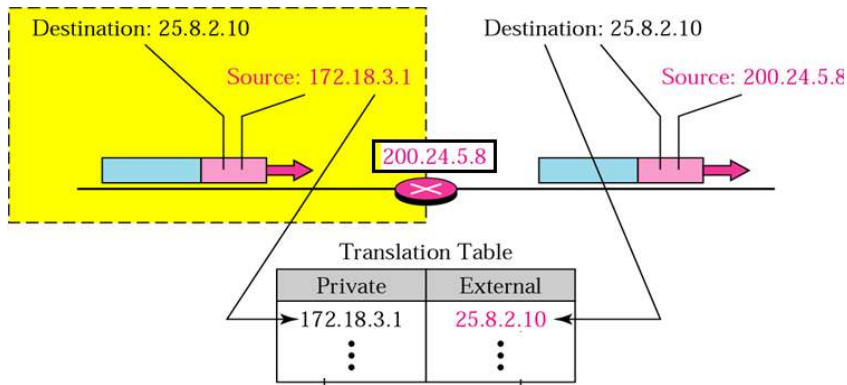 Destination: 25.8.2.10
Destination: 25.8.2.10
Source: 172.18.3.1
Source: 200.24.5.8
200.24.5.8
Translation Table
Private External
172.18.3.1 25.8.2.10